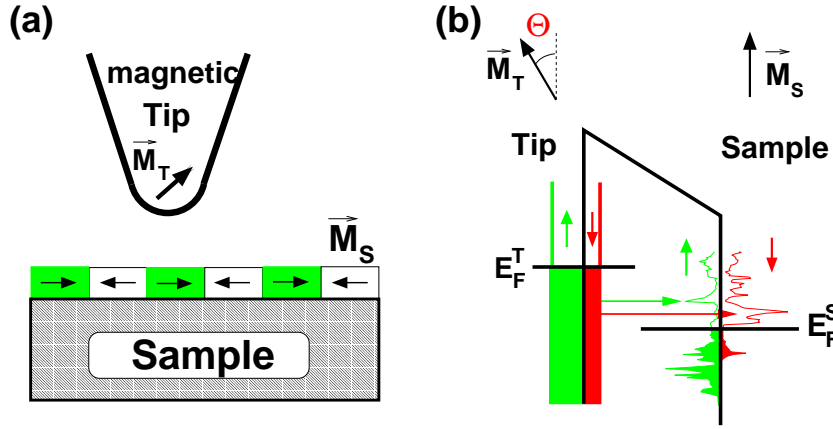 (a)
magnetic
Tip
M_T
M_S
Sample
(b)
Θ
M_T
M_S
Tip
Sample
E_F^T
E_F^S